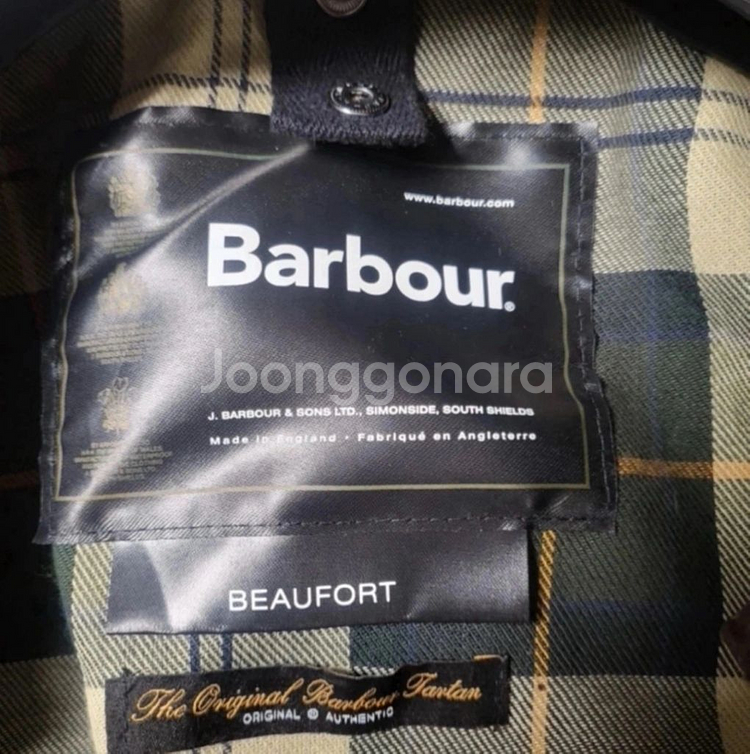 www.barbour.com
Barbour®
Joonggonara
J. BARBOUR & SONS LTD., SIMONSIDE, SOUTH SHIELDS
Made in England · Fabriqué en Angleterre
BEAUFORT
The Original Barbour Tartan
ORIGINAL © AUTHENTIC